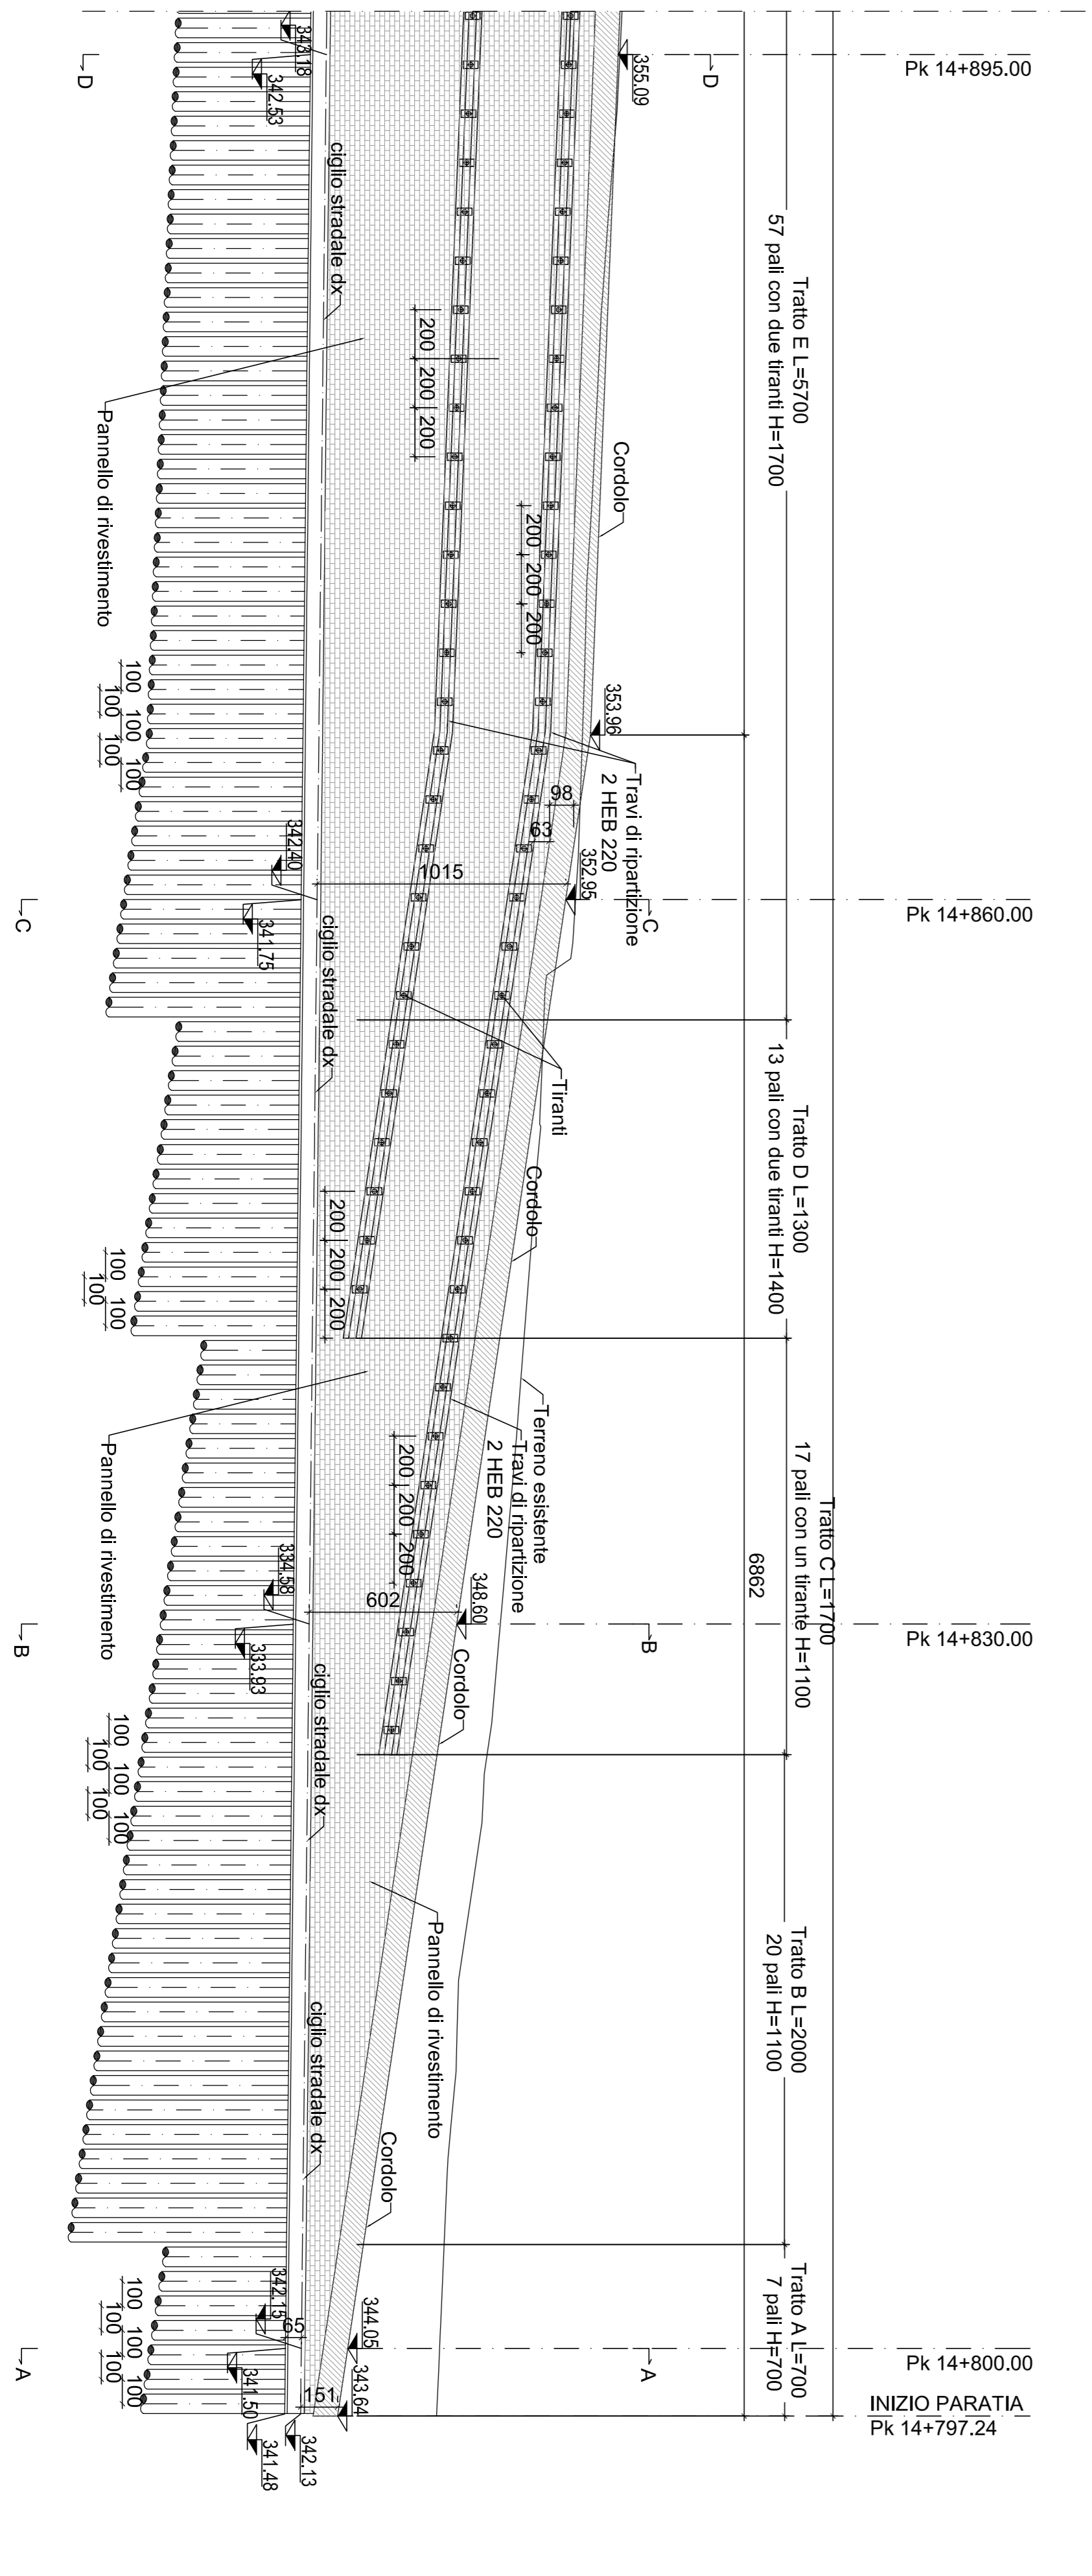 Pk 14+895.00
D
D
355.09
343.18
342.53
Tratto E L=5700
57 pali con due tiranti H=1700
ciglio stradale dx
Pannello di rivestimento
200
200
200
Cordolo
200
200
200
100
100
100
100
100
353.96
Travi di ripartizione
2 HEB 220
98
63
352.95
1015
342.40
341.75
Pk 14+860.00
C
C
ciglio stradale dx
Tiranti
Tratto D L=1300
13 pali con due tiranti H=1400
Cordolo
200
200
200
100
100
100
Terreno esistente
Travi di ripartizione
2 HEB 220
Tratto C L=1700
17 pali con un tirante H=1100
6862
Pannello di rivestimento
200
200
200
334.58
333.93
602
348.60
Pk 14+830.00
B
B
Cordolo
ciglio stradale dx
100
100
100
100
100
Tratto B L=2000
20 pali H=1100
Pannello di rivestimento
ciglio stradale dx
Cordolo
Tratto A L=700
7 pali H=700
344.05
343.64
342.15
65
341.50
151
100
100
100
100
100
Pk 14+800.00
A
A
INIZIO PARATIA
Pk 14+797.24
342.13
341.48